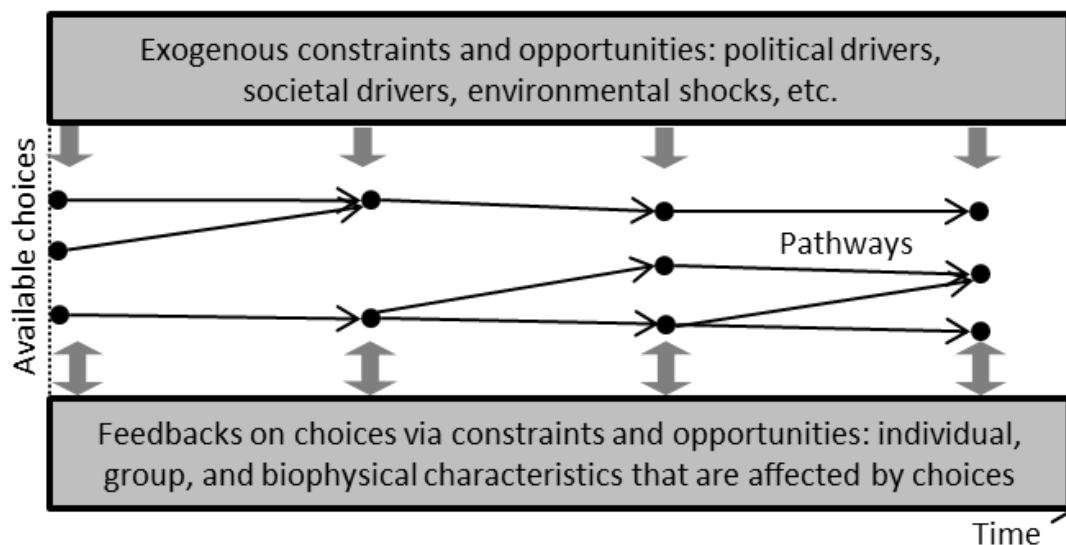 Exogenous constraints and opportunities: political drivers,
societal drivers, environmental shocks, etc.
Available choices
Pathways
Feedbacks on choices via constraints and opportunities: individual,
group, and biophysical characteristics that are affected by choices
Time